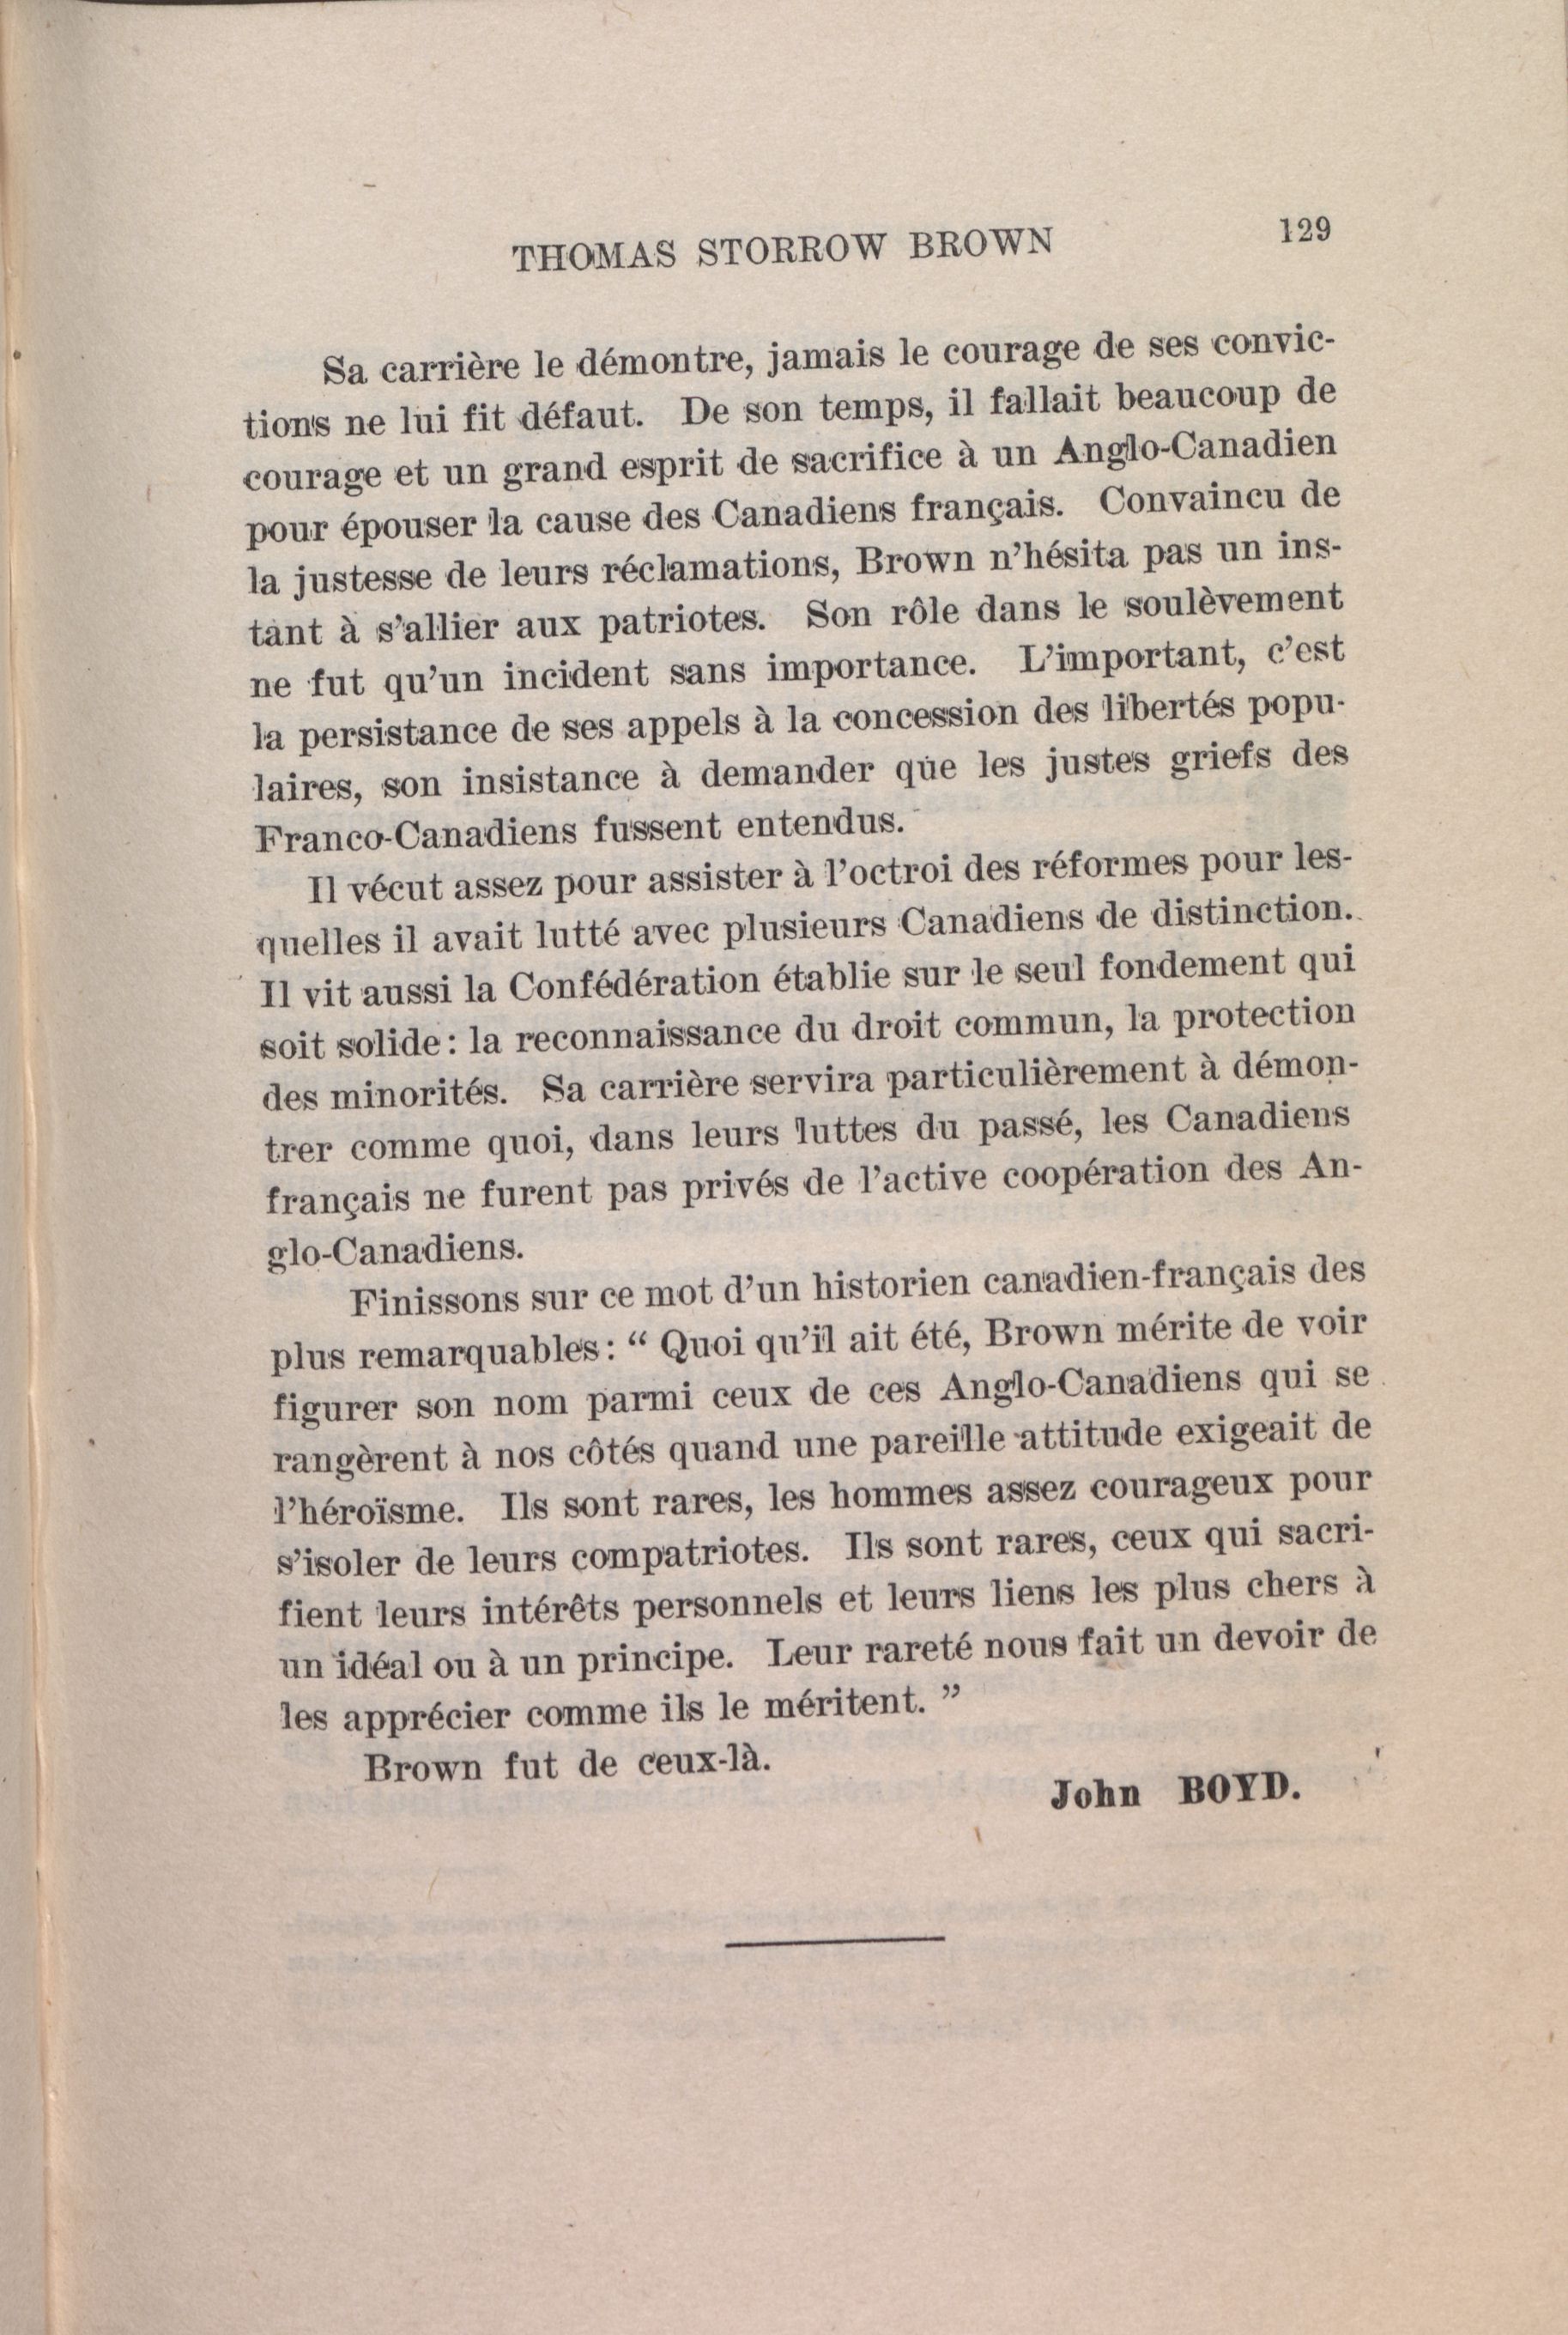 THOMAS STORROW BROWN 129
Sa carrière le démontre, jamais le courage de ses convic-
tions ne lui fit défaut. De son temps, il fallait beaucoup de
courage et un grand esprit de sacrifice à un Anglo-Canadien
pour épouser la cause des Canadiens français. Convaincu de
la justesse de leurs réclamations, Brown n'hésita pas un ins-
tant à s'allier aux patriotes. Son rôle dans le soulèvement
ne fut qu'un incident sans importance. L'important, c'est
la persistance de ses appels à la concession des libertés popu-
laires, son insistance à demander que les justes griefs des
Franco-Canadiens fussent entendus.
Il vécut assez pour assister à l'octroi des réformes pour les-
quelles il avait lutté avec plusieurs Canadiens de distinction.
Il vit aussi la Confédération établie sur le seul fondement qui
soit solide: la reconnaissance du droit commun, la protection
des minorités. Sa carrière servira particulièrement à démon-
trer comme quoi, dans leurs luttes du passé, les Canadiens
français ne furent pas privés de l'active coopération des An-
glo-Canadiens.
Finissons sur ce mot d'un historien canadien-français des
plus remarquables: “ Quoi qu'il ait été, Brown mérite de voir
figurer son nom parmi ceux de ces Anglo-Canadiens qui se
rangèrent à nos côtés quand une pareille attitude exigeait de
l'héroïsme. Ils sont rares, les hommes assez courageux pour
s'isoler de leurs compatriotes. Ils sont rares, ceux qui sacri-
fient leurs intérêts personnels et leurs liens les plus chers à
un idéal ou à un principe. Leur rareté nous fait un devoir de
les apprécier comme ils le méritent. ”
Brown fut de ceux-là.
John BOYD.